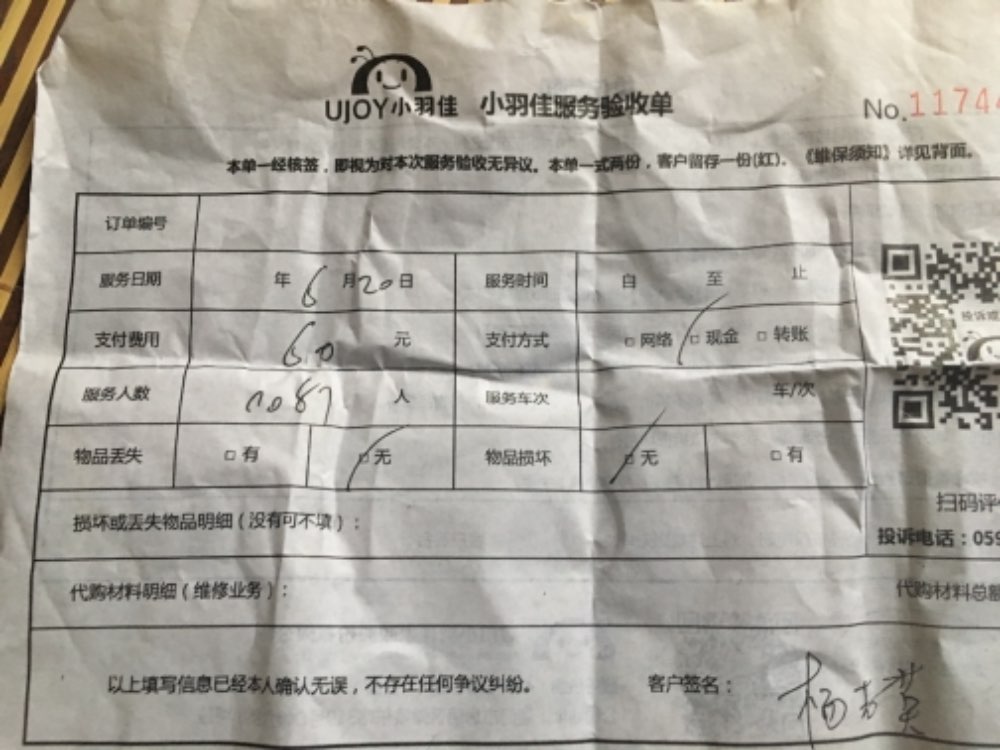 UJOY小羽佳 小羽佳服务验收单 No.1174
本单一经核签，即视为对本次服务验收无异议。本单一式两份，客户留存一份(红)。《维保须知》详见背面。
订单编号
服务日期 年 6 月 20 日 服务时间 自 至 止
支付费用 60 元 支付方式 □网络 □现金 □转账
服务人数 人 服务车次 车/次
物品丢失 □有 □无 物品损坏 □无 □有
投诉
扫码评
损坏或丢失物品明细（没有可不填）：
投诉电话：059
代购材料明细（维修业务）： 代购材料总额
以上填写信息已经本人确认无误，不存在任何争议纠纷。 客户签名：